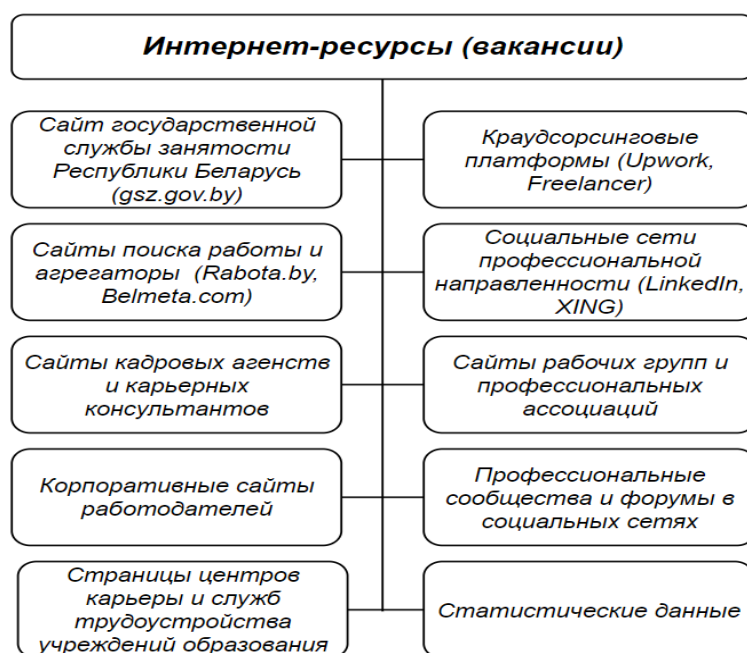 Интернет-ресурсы (вакансии)
Сайт государственной
службы занятости
Республики Беларусь
(gsz.gov.by)
Краудсорсинговые
платформы (Upwork,
Freelancer)
Сайты поиска работы и
агрегаторы (Rabota.by,
Belmeta.com)
Социальные сети
профессиональной
направленности (LinkedIn,
XING)
Сайты кадровых агенств
и карьерных
консультантов
Сайты рабочих групп и
профессиональных
ассоциаций
Корпоративные сайты
работодателей
Профессиональные
сообщества и форумы в
социальных сетях
Страницы центров
карьеры и служб
трудоустройства
учреждений образования
Статистические данные